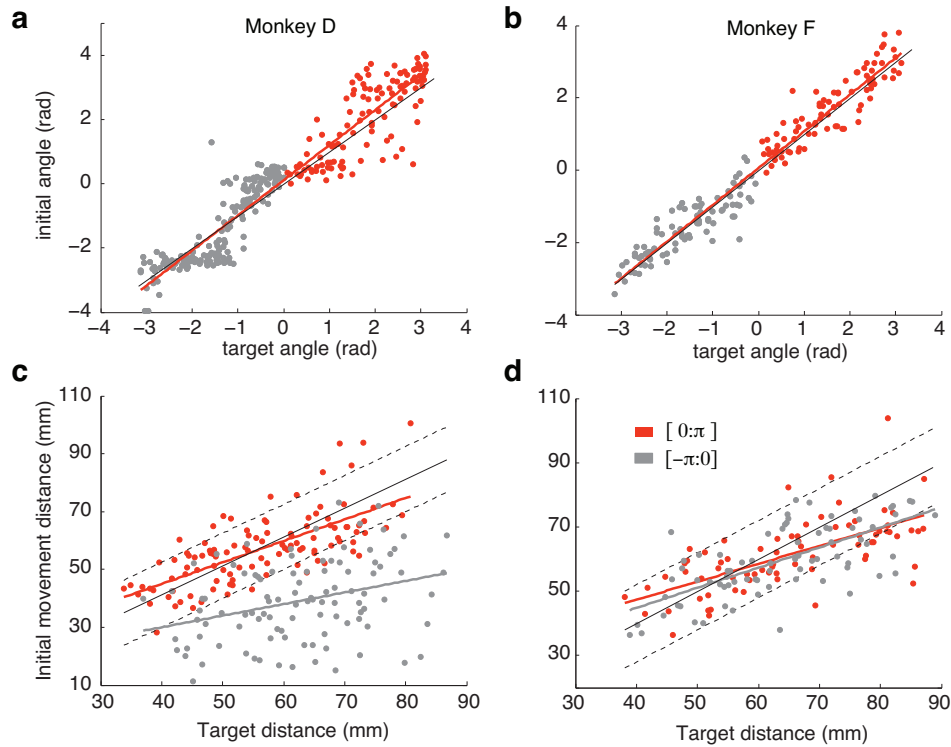 a
Monkey D
4
2
0
−2
−4
initial angle (rad)
−4 −3 −2 −1 0 1 2 3 4
target angle (rad)
b
Monkey F
4
2
0
−2
−4
−4 −3 −2 −1 0 1 2 3 4
target angle (rad)
c
110
90
70
50
30
10
Initial movement distance (mm)
30 40 50 60 70 80 90
Target distance (mm)
d
110
90
70
50
30
[ 0:π ]
[-π:0]
30 40 50 60 70 80 90
Target distance (mm)